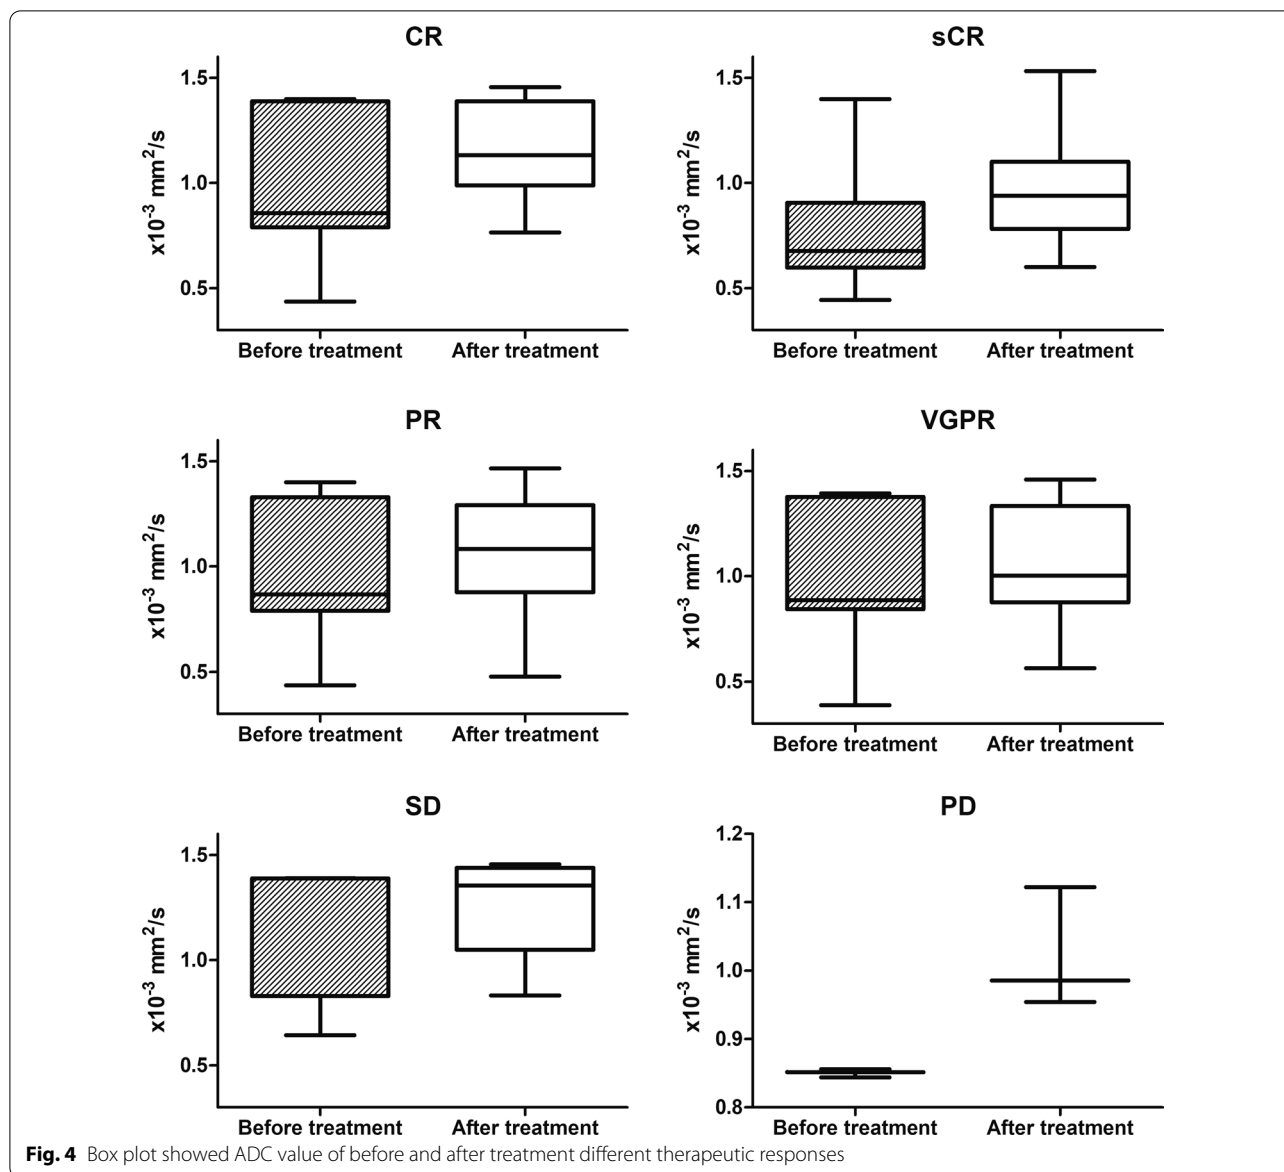 CR
sCR
1.5
1.0
0.5
x10⁻³ mm²/s
Before treatment
After treatment
1.5
1.0
0.5
x10⁻³ mm²/s
Before treatment
After treatment
PR
VGPR
1.5
1.0
0.5
x10⁻³ mm²/s
Before treatment
After treatment
1.5
1.0
0.5
x10⁻³ mm²/s
Before treatment
After treatment
SD
PD
1.5
1.0
0.5
x10⁻³ mm²/s
Before treatment
After treatment
1.2
1.1
1.0
0.9
0.8
x10⁻³ mm²/s
Before treatment
After treatment
Fig. 4 Box plot showed ADC value of before and after treatment different therapeutic responses